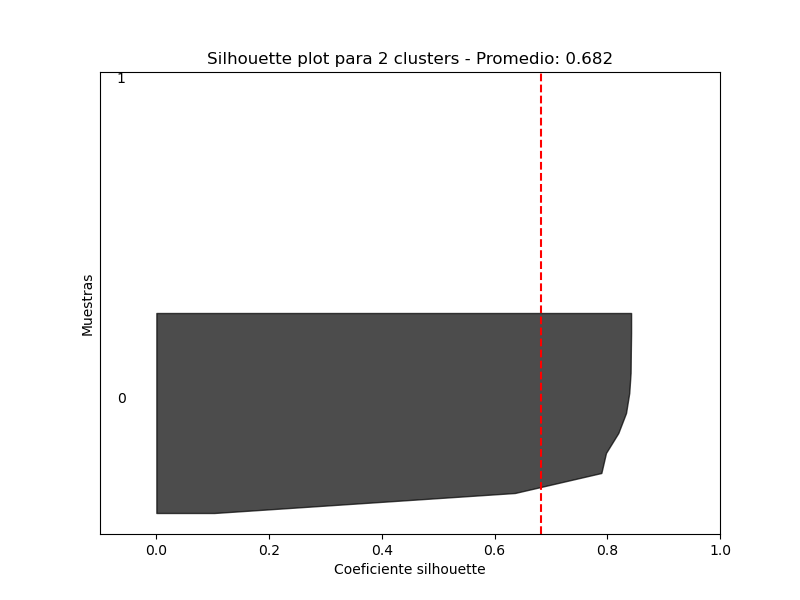 Silhouette plot para 2 clusters - Promedio: 0.682
1
Muestras
0
0.0 0.2 0.4 0.6 0.8 1.0
Coeficiente silhouette